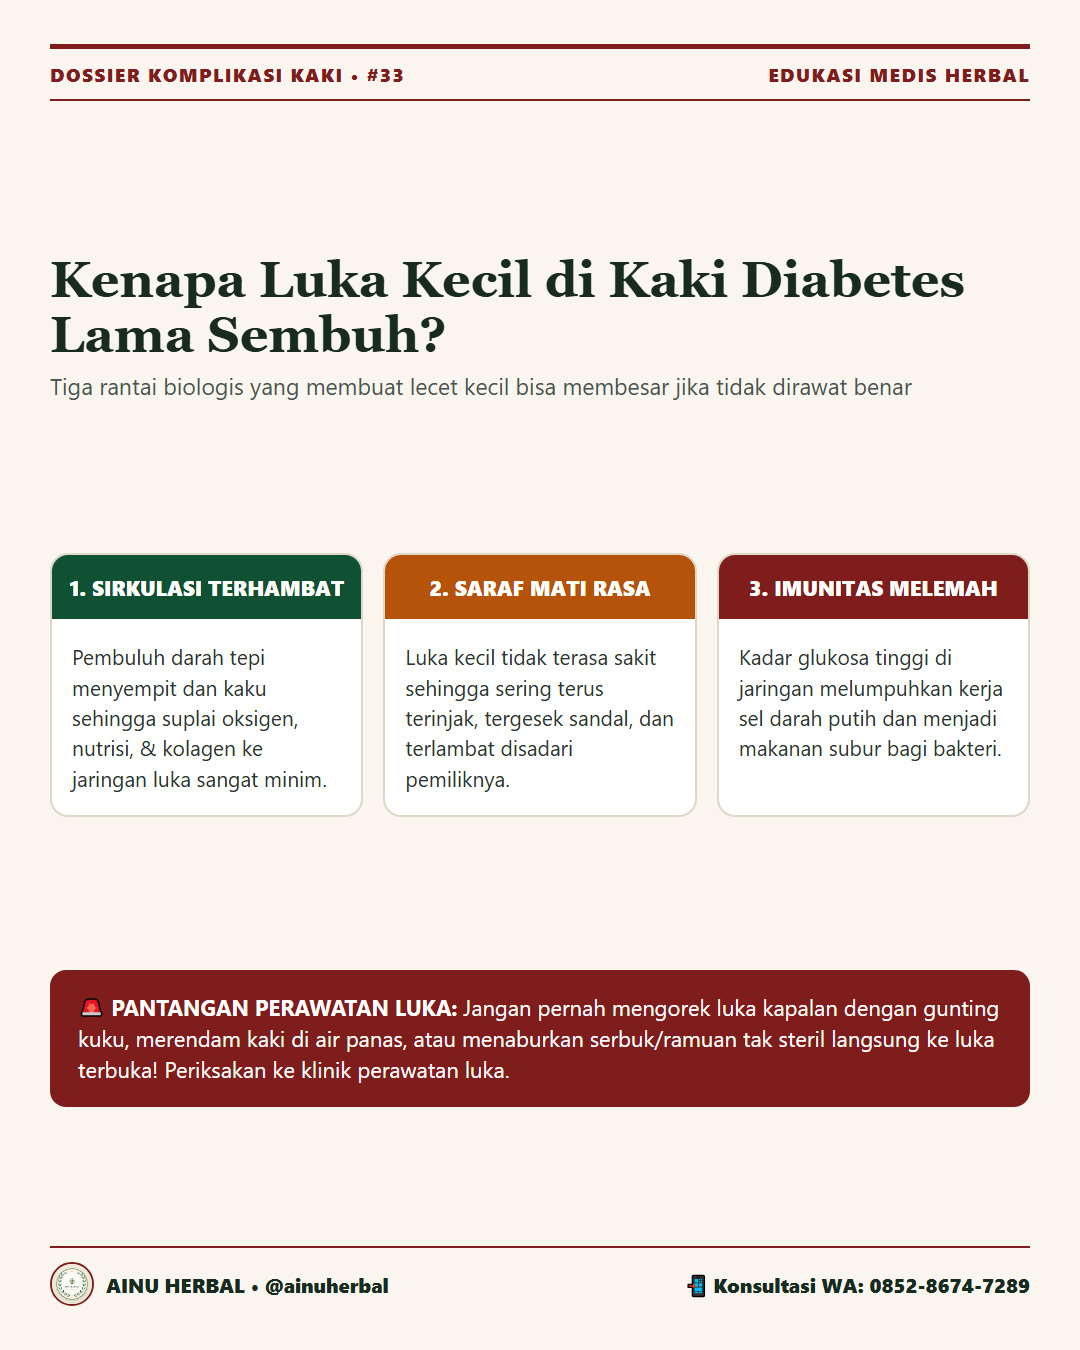 DOSSIER KOMPLIKASI KAKI • #33
EDUKASI MEDIS HERBAL
Kenapa Luka Kecil di Kaki Diabetes
Lama Sembuh?
Tiga rantai biologis yang membuat lecet kecil bisa membesar jika tidak dirawat benar
1. SIRKULASI TERHAMBAT
Pembuluh darah tepi
menyempit dan kaku
sehingga suplai oksigen,
nutrisi, & kolagen ke
jaringan luka sangat minim.
2. SARAF MATI RASA
Luka kecil tidak terasa sakit
sehingga sering terus
terinjak, tergesek sandal, dan
terlambat disadari
pemiliknya.
3. IMUNITAS MELEMAH
Kadar glukosa tinggi di
jaringan melumpuhkan kerja
sel darah putih dan menjadi
makanan subur bagi bakteri.
🚨 PANTANGAN PERAWATAN LUKA: Jangan pernah mengorek luka kapalan dengan gunting
kuku, merendam kaki di air panas, atau menaburkan serbuk/ramuan tak steril langsung ke luka
terbuka! Periksakan ke klinik perawatan luka.
AINU HERBAL • @ainuherbal
📲 Konsultasi WA: 0852-8674-7289